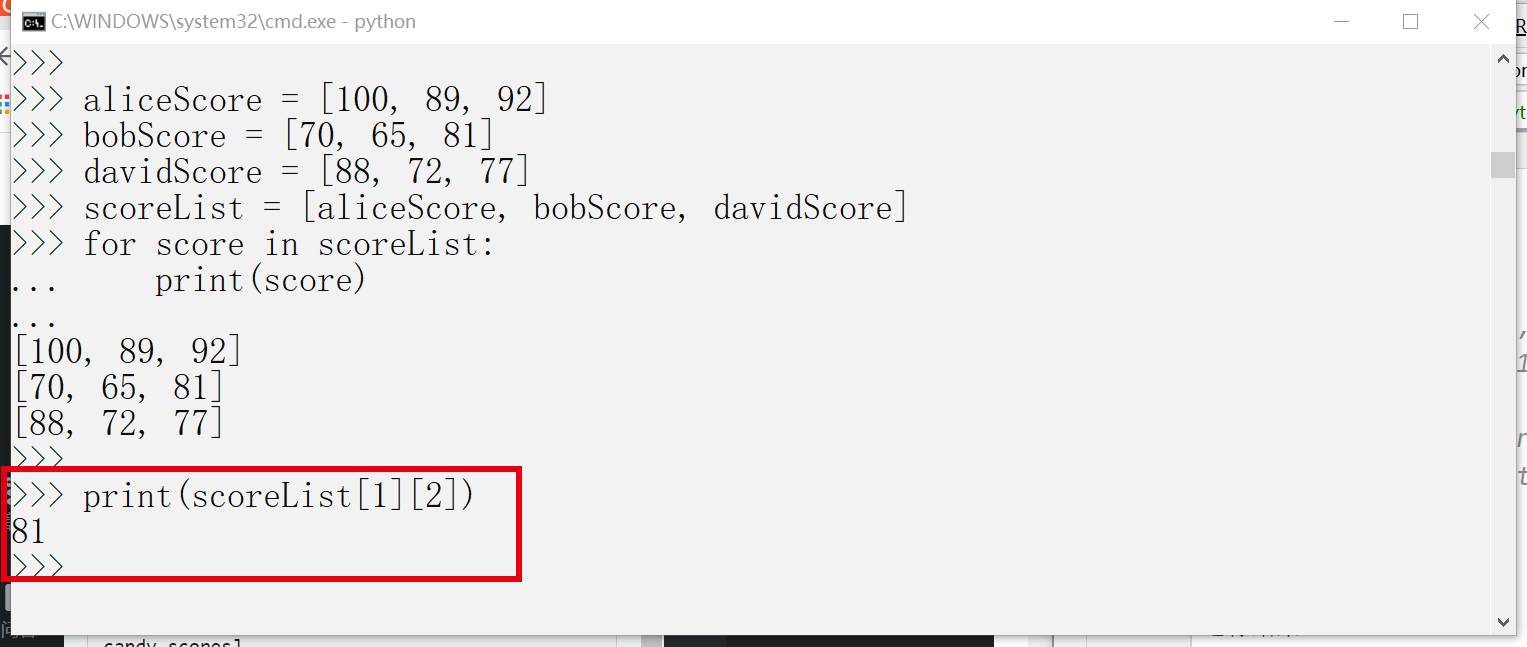 C:\WINDOWS\system32\cmd.exe - python
>>>
>>> aliceScore = [100, 89, 92]
>>> bobScore = [70, 65, 81]
>>> davidScore = [88, 72, 77]
>>> scoreList = [aliceScore, bobScore, davidScore]
>>> for score in scoreList:
...     print(score)
...
[100, 89, 92]
[70, 65, 81]
[88, 72, 77]
>>>
>>> print(scoreList[1][2])
81
>>>